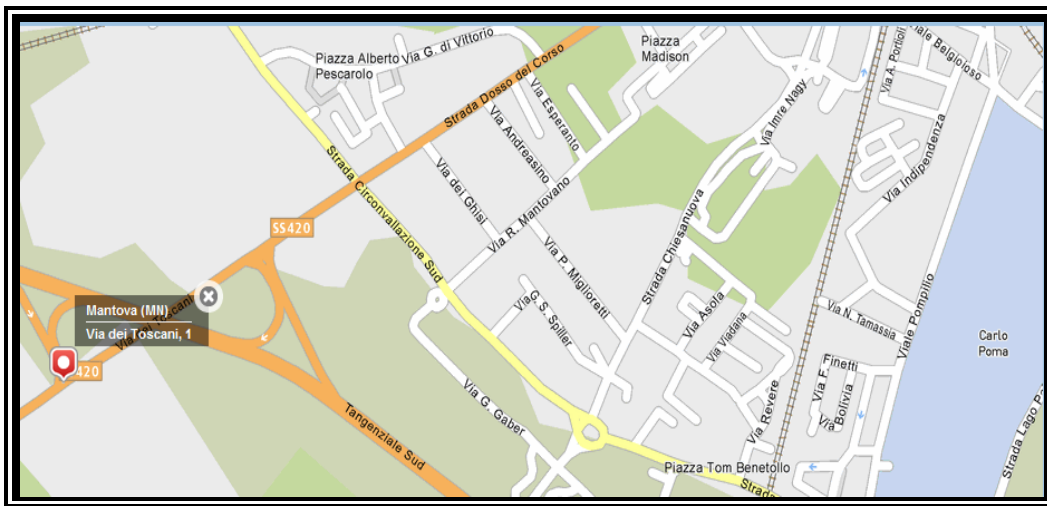 Piazza Alberto
Pescarolo
Via G. di Vittorio
Strada Dosso del Corso
Piazza
Madison
Via A. Portioli
Viale Belgioioso
Via Esperanto
Via Andreasino
Via Imre Nagy
Via Indipendenza
Strada Circonvallazione Sud
Via dei Ghisi
Via R. Mantovano
Strada Chiesanuova
SS420
Via P. Miglioretti
Mantova (MN)
Via dei Toscani, 1
Via dei Toscani
420
Via G. S. Spiller
Via Asola
Via Viadana
Via N. Tamassia
Viale Pompilio
Carlo
Poma
Finetti
Via F.
Via Bolivia
Via G. Gaber
Via Revere
Tangenziale Sud
Piazza Tom Benetollo
Strada
Strada Lago